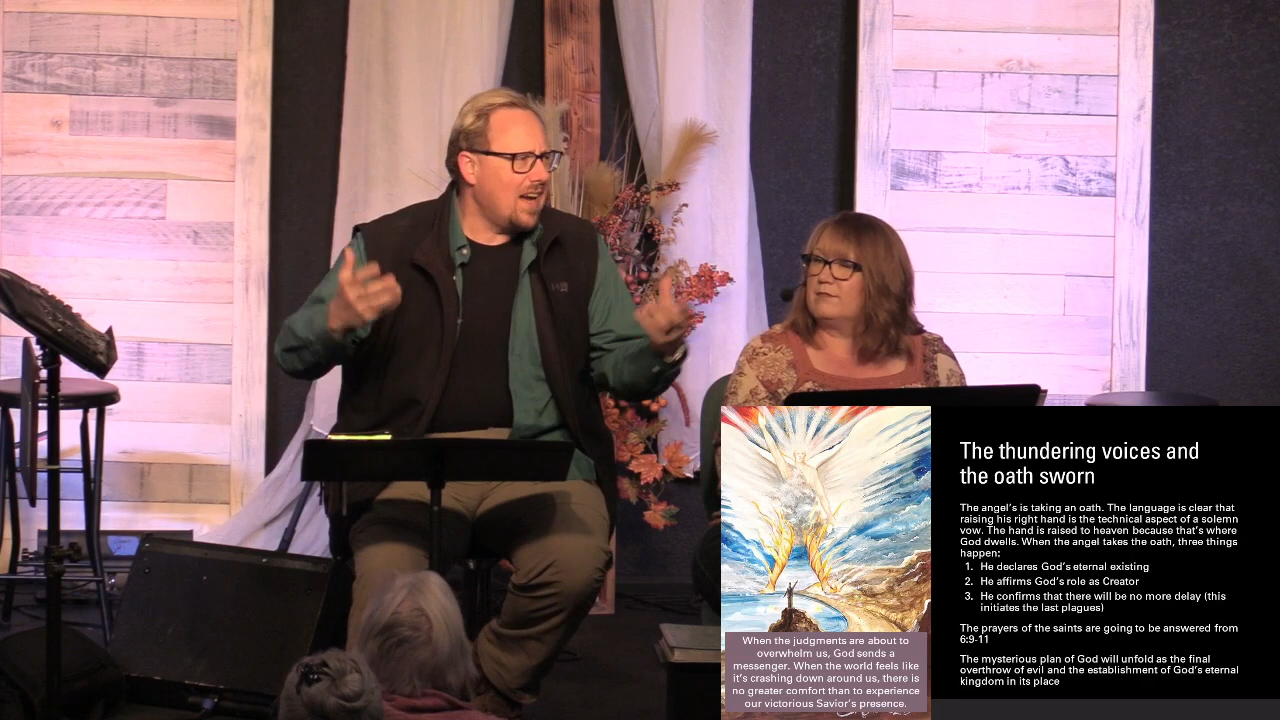 The thundering voices and
the oath sworn
The angel's is taking an oath. The language is clear that
raising his right hand is the technical aspect of a solemn
vow. The hand is raised to heaven because that's where
God dwells. When the angel takes the oath, three things
happen:
1. He declares God's eternal existing
2. He affirms God's role as Creator
3. He confirms that there will be no more delay (this
initiates the last plagues)
The prayers of the saints are going to be answered from
6:9-11
The mysterious plan of God will unfold as the final
overthrow of evil and the establishment of God's eternal
kingdom in its place
When the judgments are about to
overwhelm us, God sends a
messenger. When the world feels like
it's crashing down around us, there is
no greater comfort than to experience
our victorious Savior's presence.